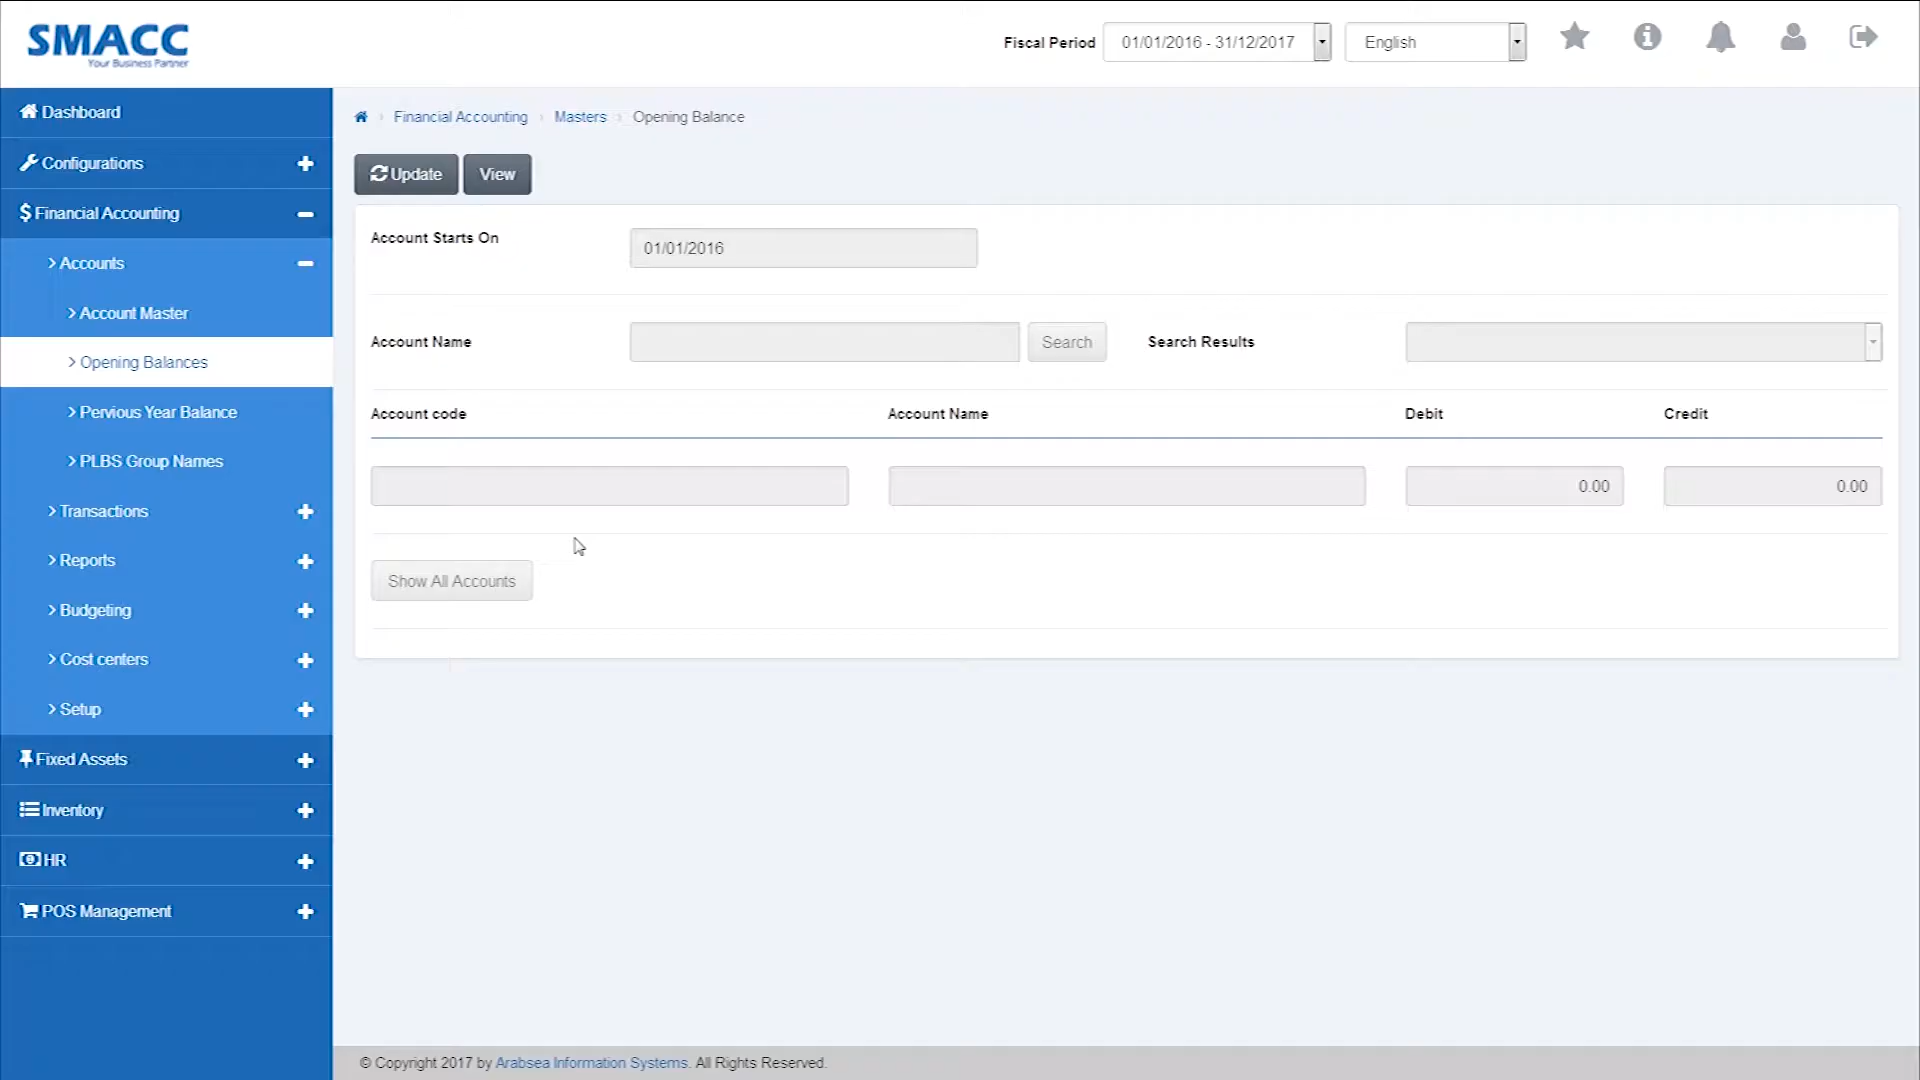 SMACC
Your Business Partner
Fiscal Period 01/01/2016 - 31/12/2017 English
Dashboard
Configurations
Financial Accounting
Accounts
Account Master
Opening Balances
Pervious Year Balance
PLBS Group Names
Transactions
Reports
Budgeting
Cost centers
Setup
Fixed Assets
Inventory
HR
POS Management
Financial Accounting Masters Opening Balance
Update View
Account Starts On 01/01/2016
Account Name Search Search Results
Account code Account Name Debit Credit
0.00 0.00
Show All Accounts
© Copyright 2017 by Arabsea Information Systems. All Rights Reserved.